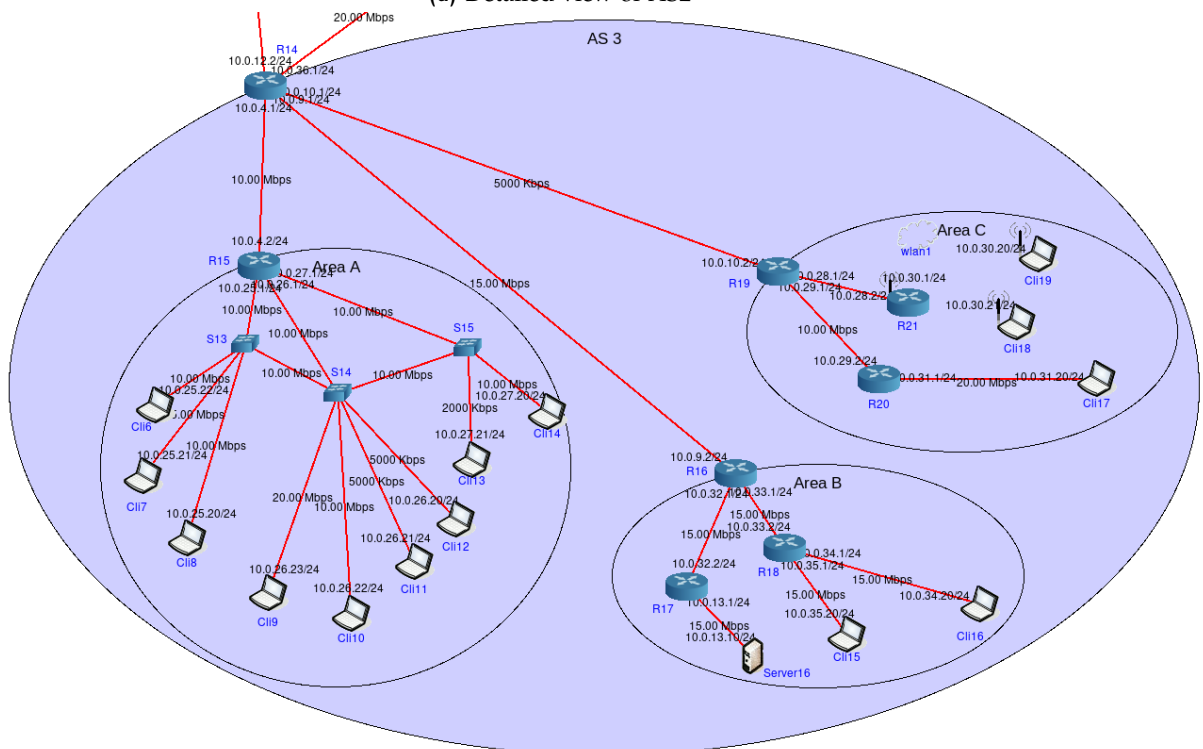 (a) Detailed view of AS2
20.00 Mbps
AS 3
R14
10.0.12.2/24
10.0.36.1/24
10.0.10.1/24
10.0.9.1/24
10.0.4.1/24
10.00 Mbps
5000 Kbps
15.00 Mbps
10.0.4.2/24
R15
Area A
10.0.27.1/24
10.0.26.1/24
10.0.25.1/24
10.00 Mbps
10.00 Mbps
10.00 Mbps
S13
S14
S15
10.00 Mbps
10.00 Mbps
10.00 Mbps
10.0.25.22/24
5.00 Mbps
10.00 Mbps
Cli6
10.0.25.21/24
Cli7
10.0.25.20/24
Cli8
20.00 Mbps
10.00 Mbps
5000 Kbps
5000 Kbps
10.0.26.23/24
Cli9
10.0.26.22/24
Cli10
10.0.26.21/24
Cli11
10.0.26.20/24
Cli12
2000 Kbps
10.0.27.21/24
Cli13
10.00 Mbps
10.0.27.20/24
Cli14
Area C
wlan1
10.0.30.20/24
Cli19
10.0.10.2/24
R19
10.0.28.1/24
10.0.29.1/24
10.0.28.2/24
10.0.30.1/24
R21
10.0.30.21/24
Cli18
10.00 Mbps
10.0.29.2/24
R20
10.0.31.1/24
20.00 Mbps
10.0.31.20/24
Cli17
10.0.9.2/24
R16
Area B
10.0.32.1/24
10.0.33.1/24
15.00 Mbps
10.0.33.2/24
15.00 Mbps
10.0.32.2/24
R17
R18
10.0.34.1/24
10.0.35.1/24
15.00 Mbps
10.0.34.20/24
Cli16
15.00 Mbps
10.0.35.20/24
Cli15
10.0.13.1/24
15.00 Mbps
10.0.13.10/24
Server16